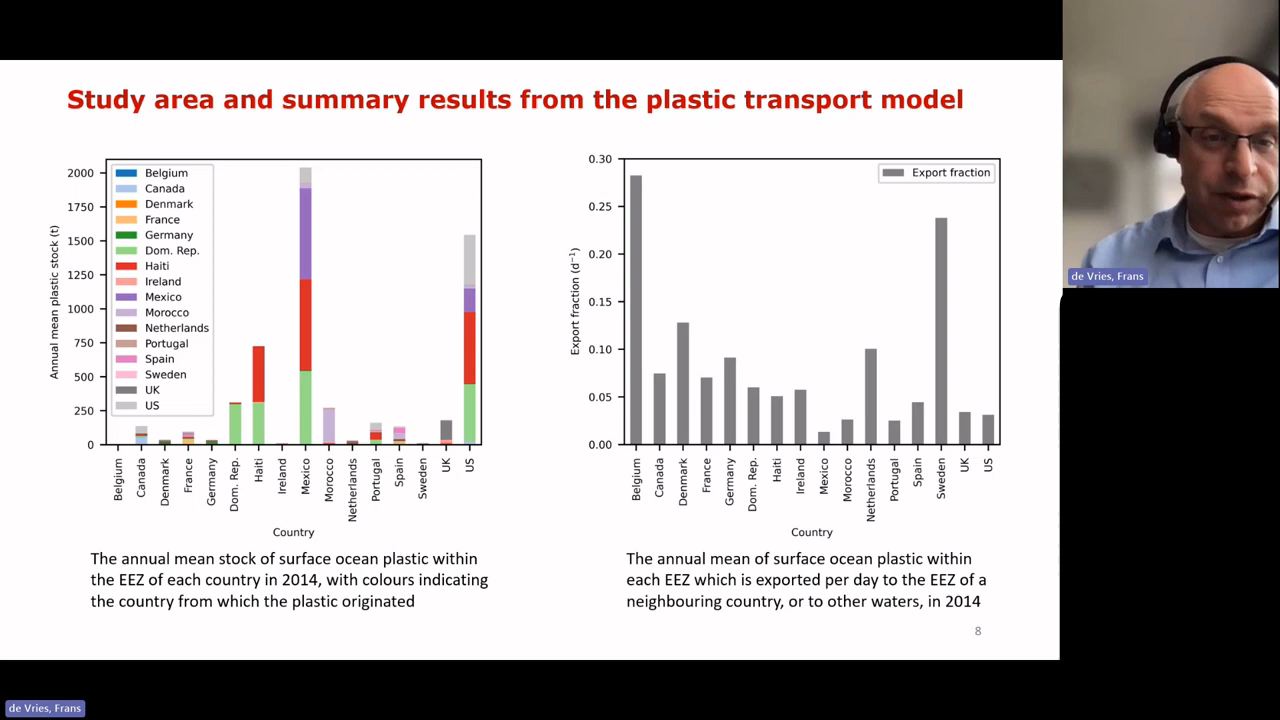 Study area and summary results from the plastic transport model
Annual mean plastic stock (t)
2000
1750
1500
1250
1000
750
500
250
0
Belgium
Canada
Denmark
France
Germany
Dom. Rep.
Haiti
Ireland
Mexico
Morocco
Netherlands
Portugal
Spain
Sweden
UK
US
Belgium
Canada
Denmark
France
Germany
Dom. Rep.
Haiti
Ireland
Mexico
Morocco
Netherlands
Portugal
Spain
Sweden
UK
US
Country
The annual mean stock of surface ocean plastic within
the EEZ of each country in 2014, with colours indicating
the country from which the plastic originated
Export fraction (d⁻¹)
0.30
0.25
0.20
0.15
0.10
0.05
0.00
Export fraction
Belgium
Canada
Denmark
France
Germany
Dom. Rep.
Haiti
Ireland
Mexico
Morocco
Netherlands
Portugal
Spain
Sweden
UK
US
Country
The annual mean of surface ocean plastic within
each EEZ which is exported per day to the EEZ of a
neighbouring country, or to other waters, in 2014
8
de Vries, Frans
de Vries, Frans